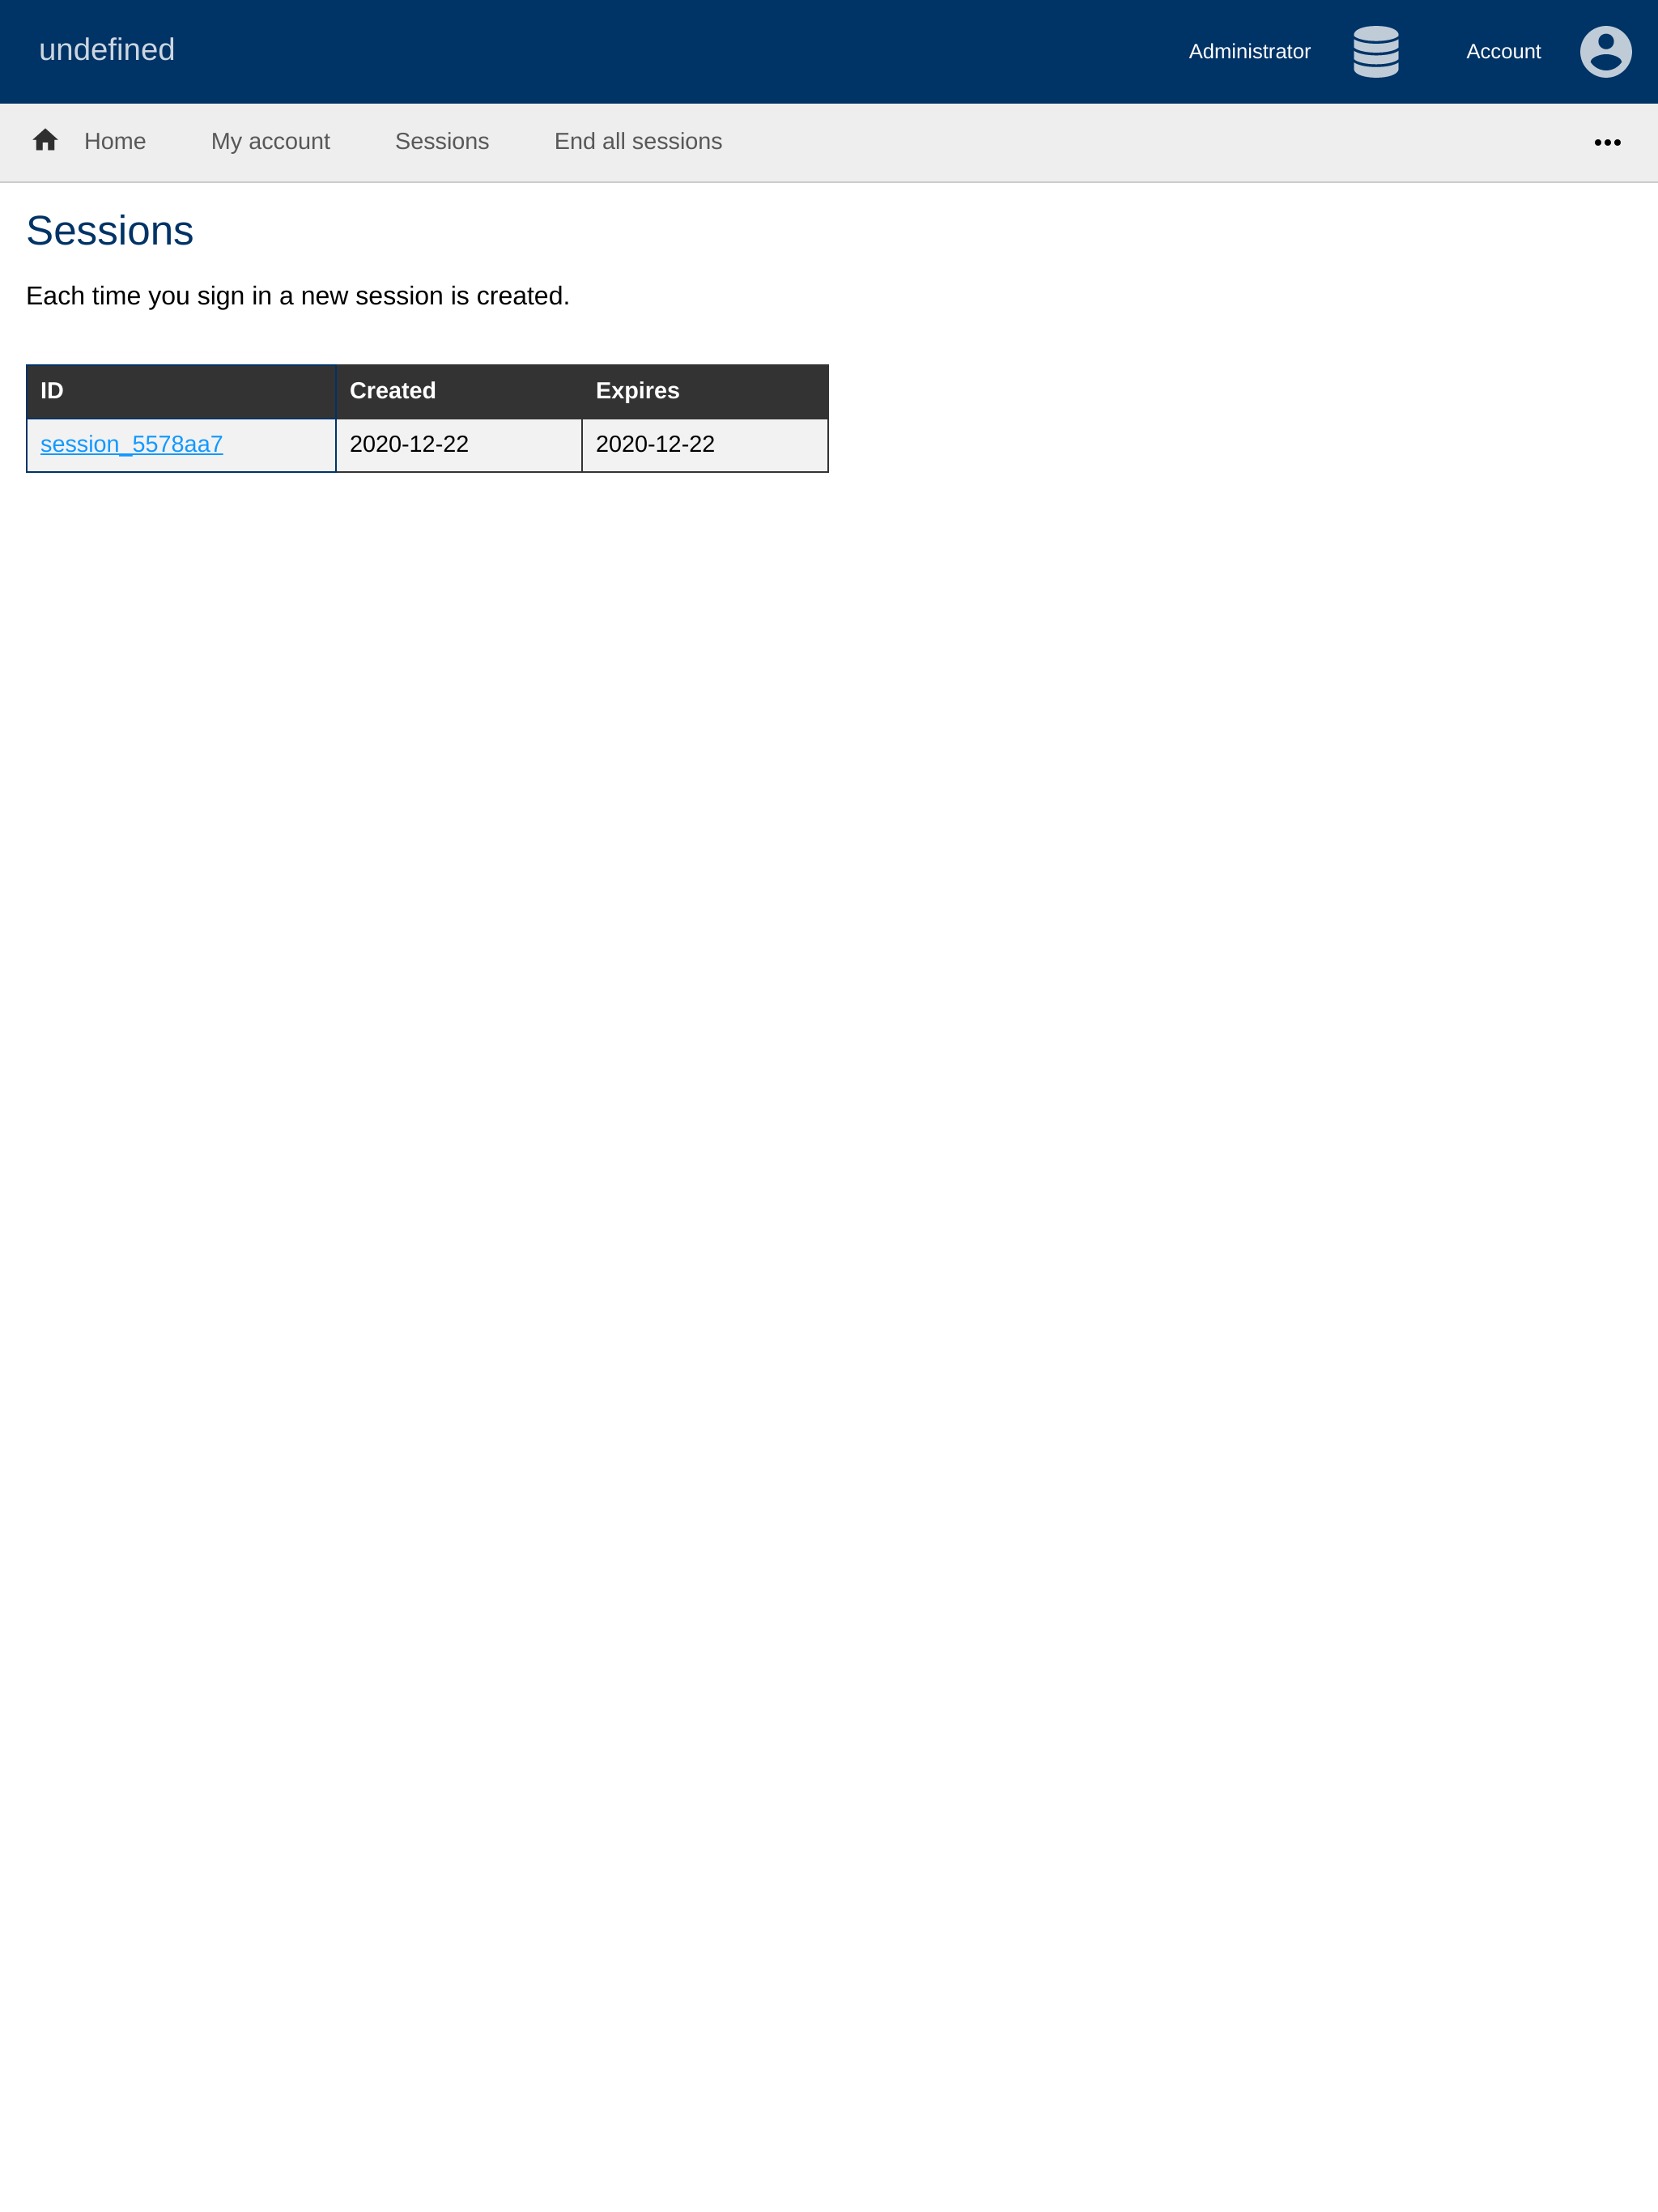 undefined
Administrator
Account
Home
My account
Sessions
End all sessions
Sessions
Each time you sign in a new session is created.
ID Created Expires
session_5578aa7 2020-12-22 2020-12-22